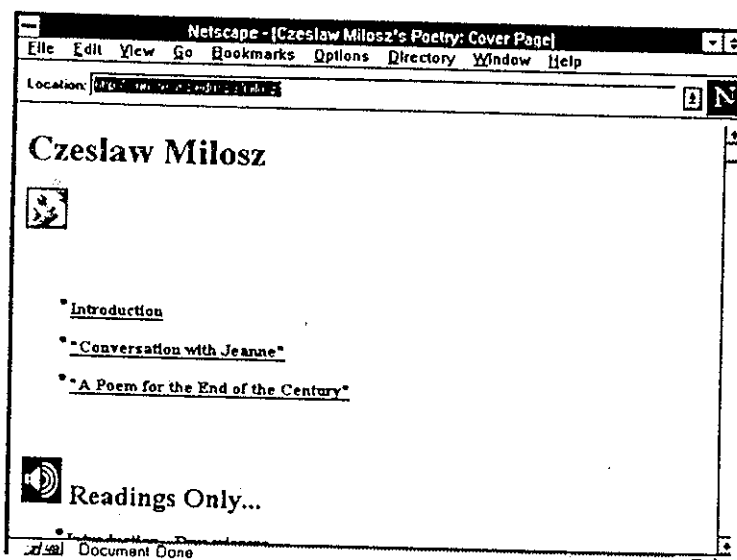 Netscape - [Czeslaw Milosz's Poetry: Cover Page]
File Edit View Go Bookmarks Options Directory Window Help
Location:
N
Czeslaw Milosz
Introduction
"Conversation with Jeanne"
"A Poem for the End of the Century"
Readings Only...
Introduction
Document Done